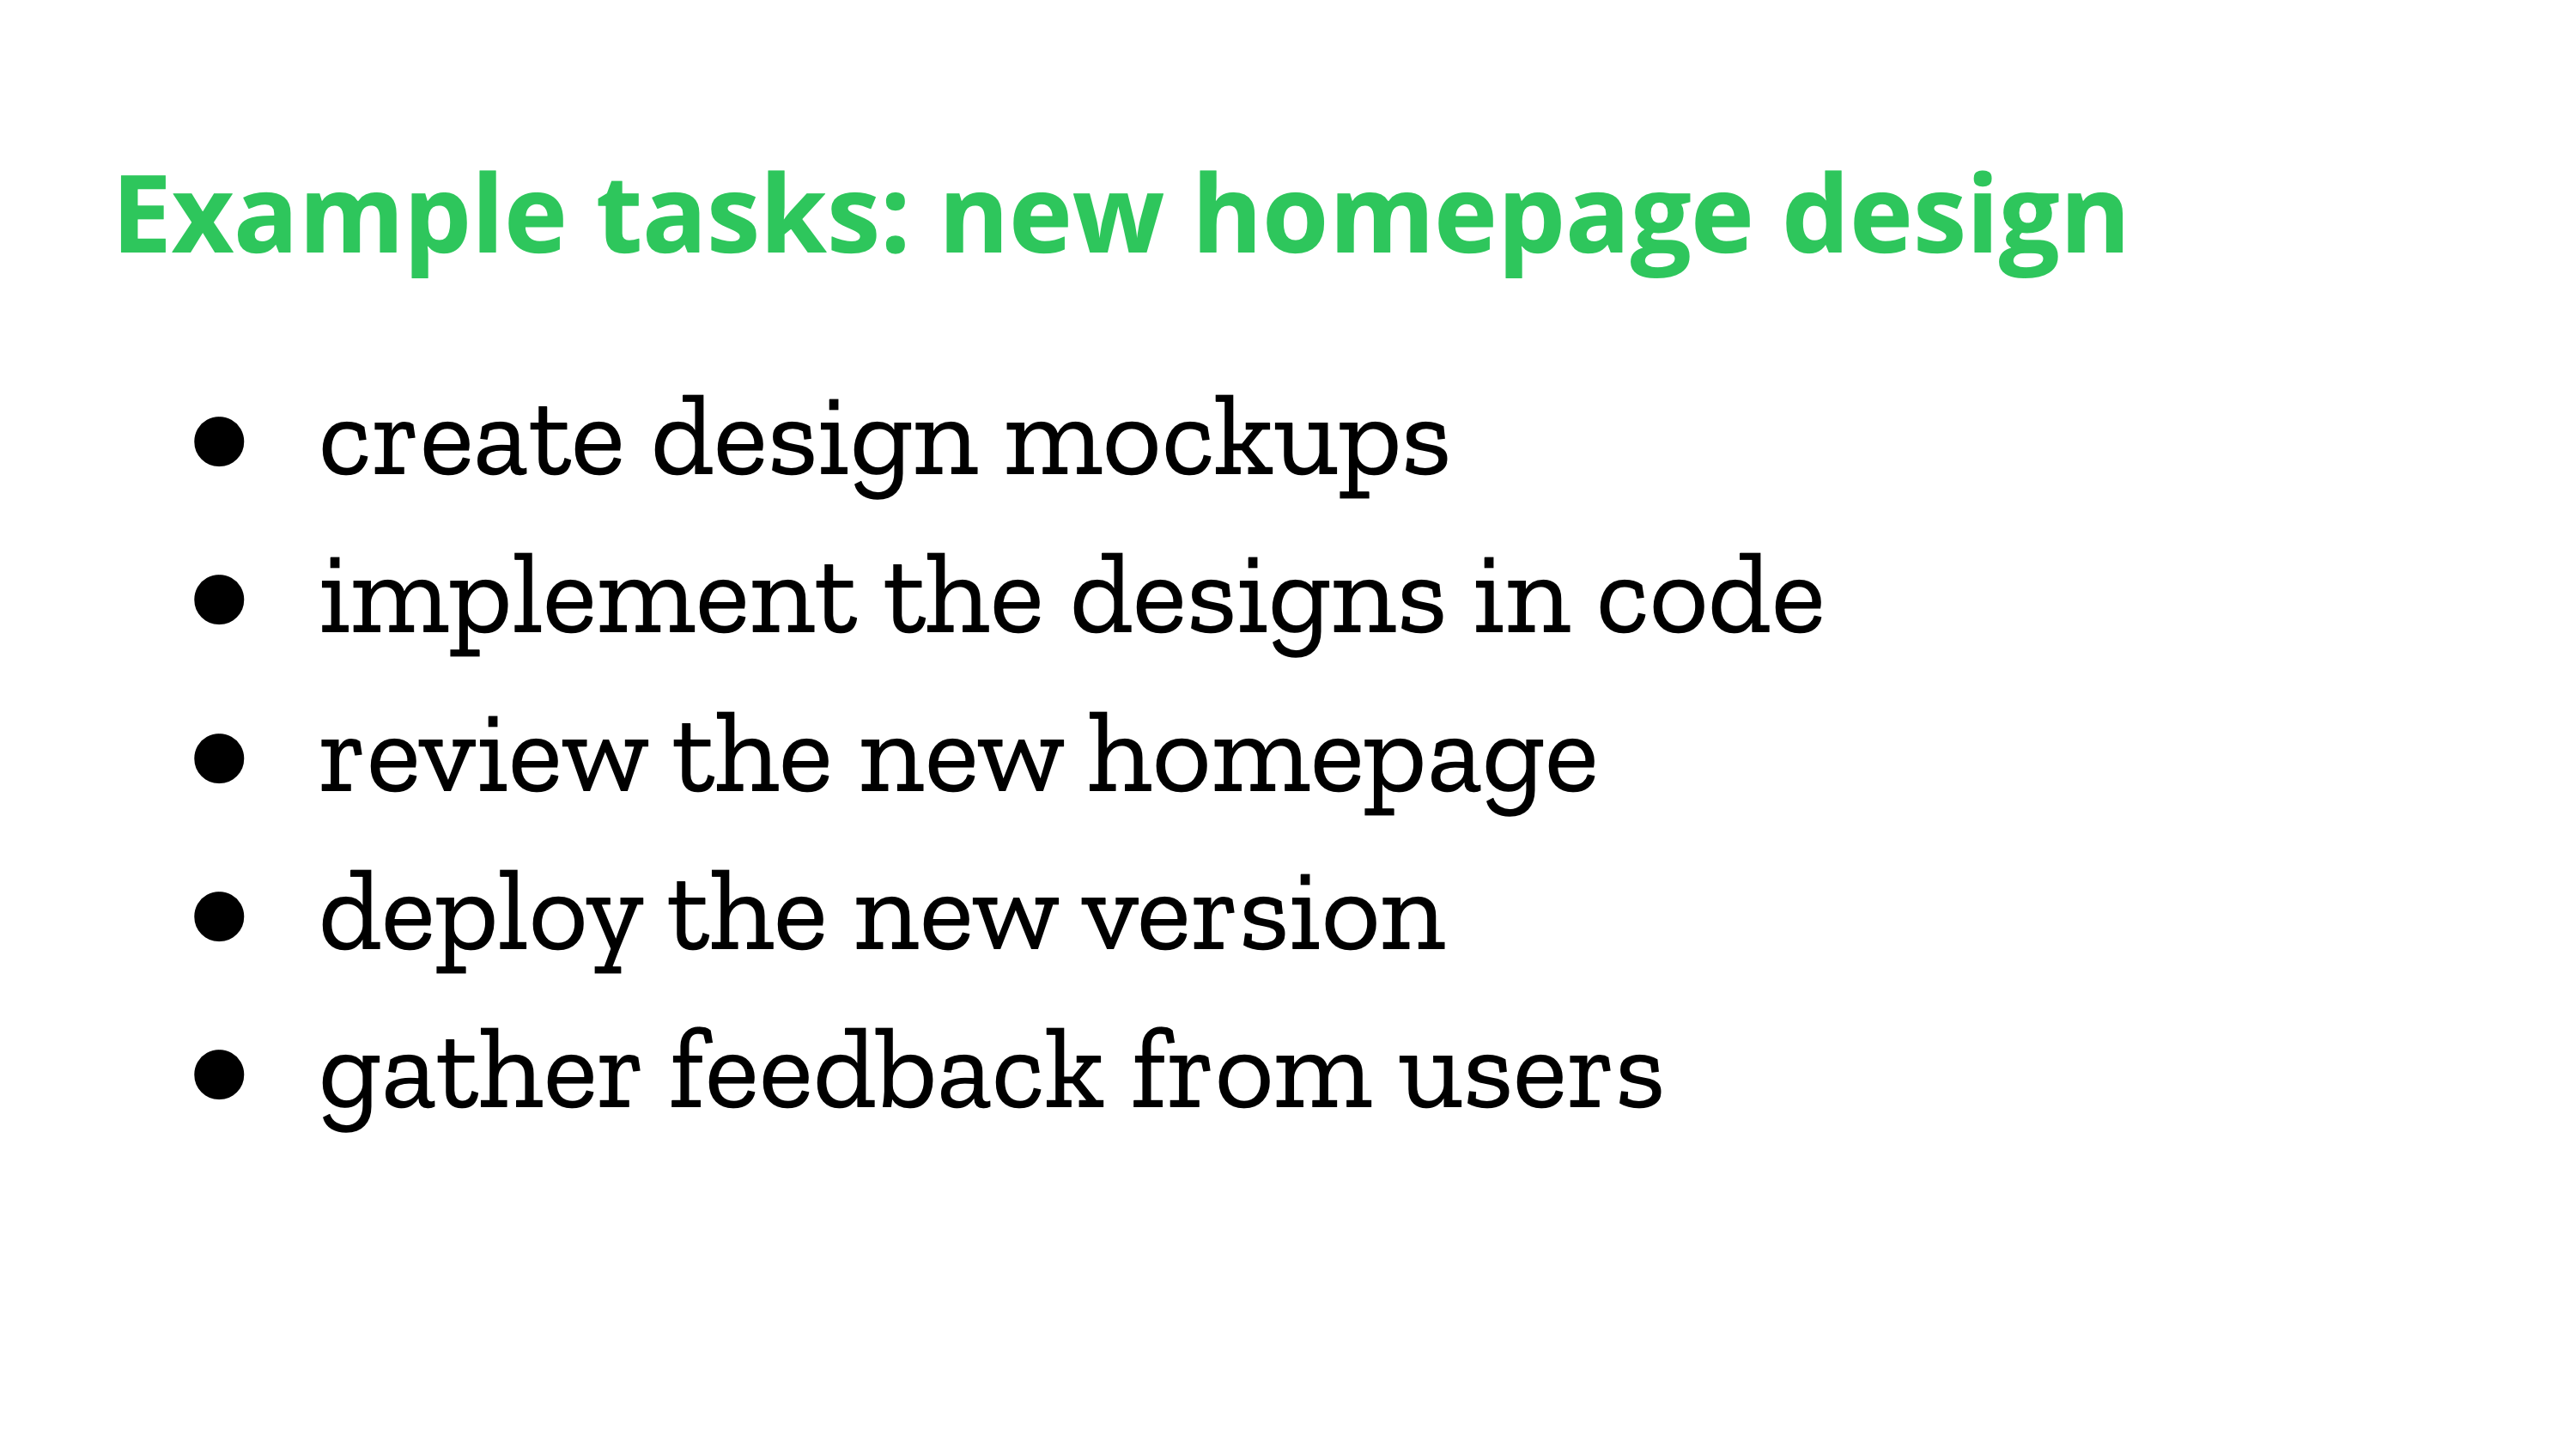 Example tasks: new homepage design
● create design mockups
● implement the designs in code
● review the new homepage
● deploy the new version
● gather feedback from users